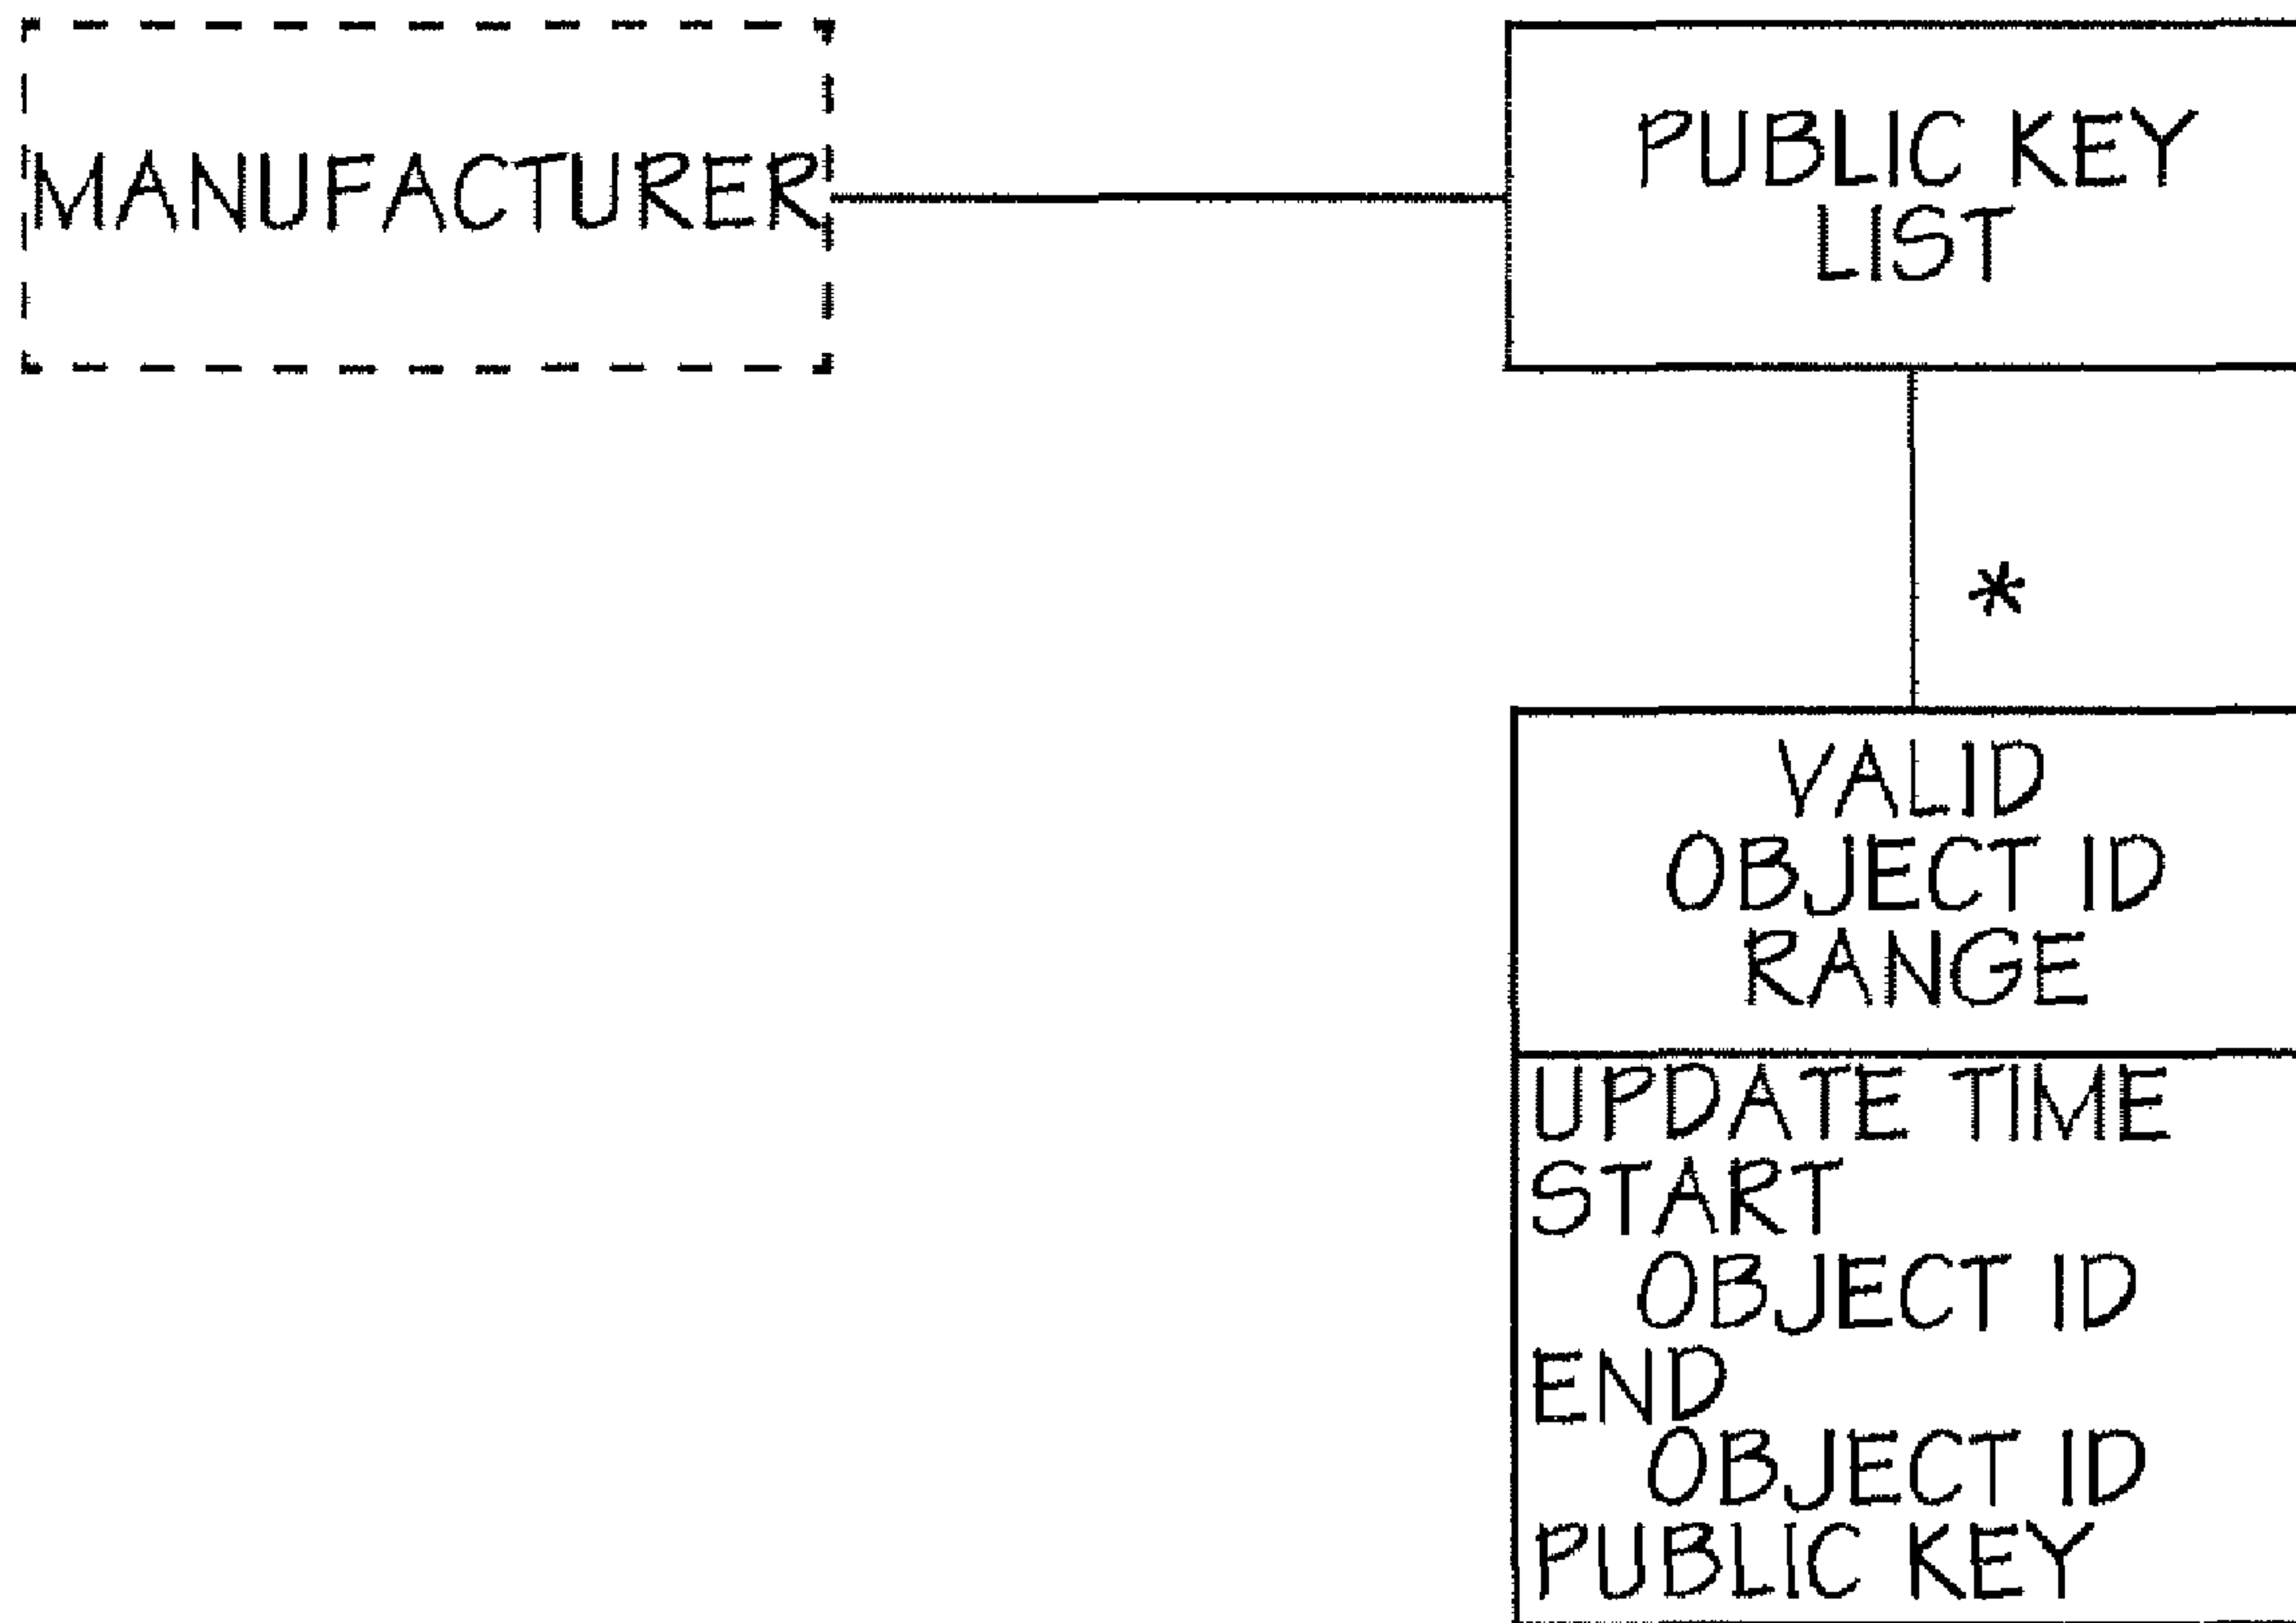 MANUFACTURER
PUBLIC KEY
LIST
*
VALID
OBJECT ID
RANGE
UPDATE TIME
START
OBJECT ID
END
OBJECT ID
PUBLIC KEY